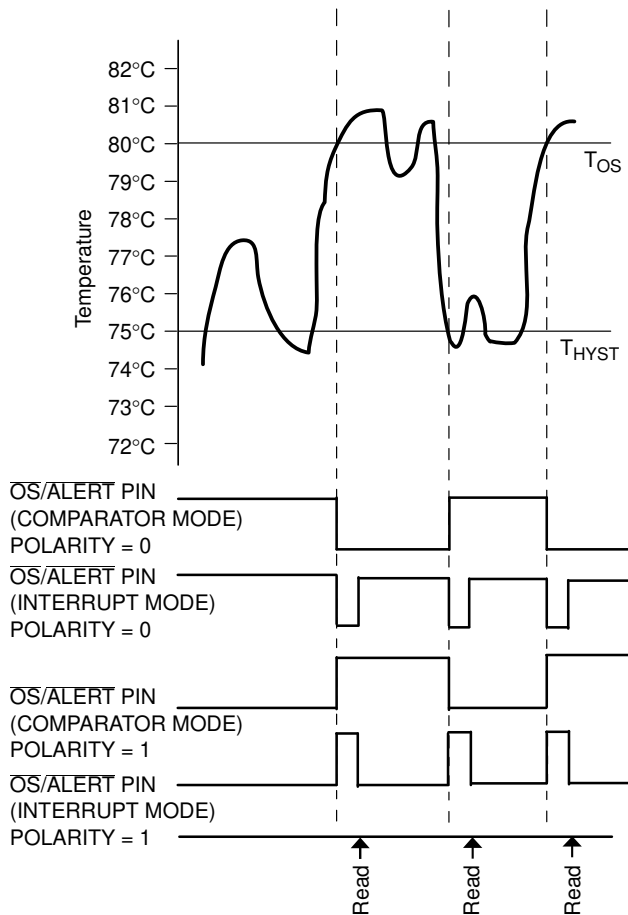 82°C
81°C
80°C
79°C
78°C
77°C
76°C
75°C
74°C
73°C
72°C
Temperature
TOS
THYST
OS/ALERT PIN
(COMPARATOR MODE)
POLARITY = 0
OS/ALERT PIN
(INTERRUPT MODE)
POLARITY = 0
OS/ALERT PIN
(COMPARATOR MODE)
POLARITY = 1
OS/ALERT PIN
(INTERRUPT MODE)
POLARITY = 1
Read
Read
Read